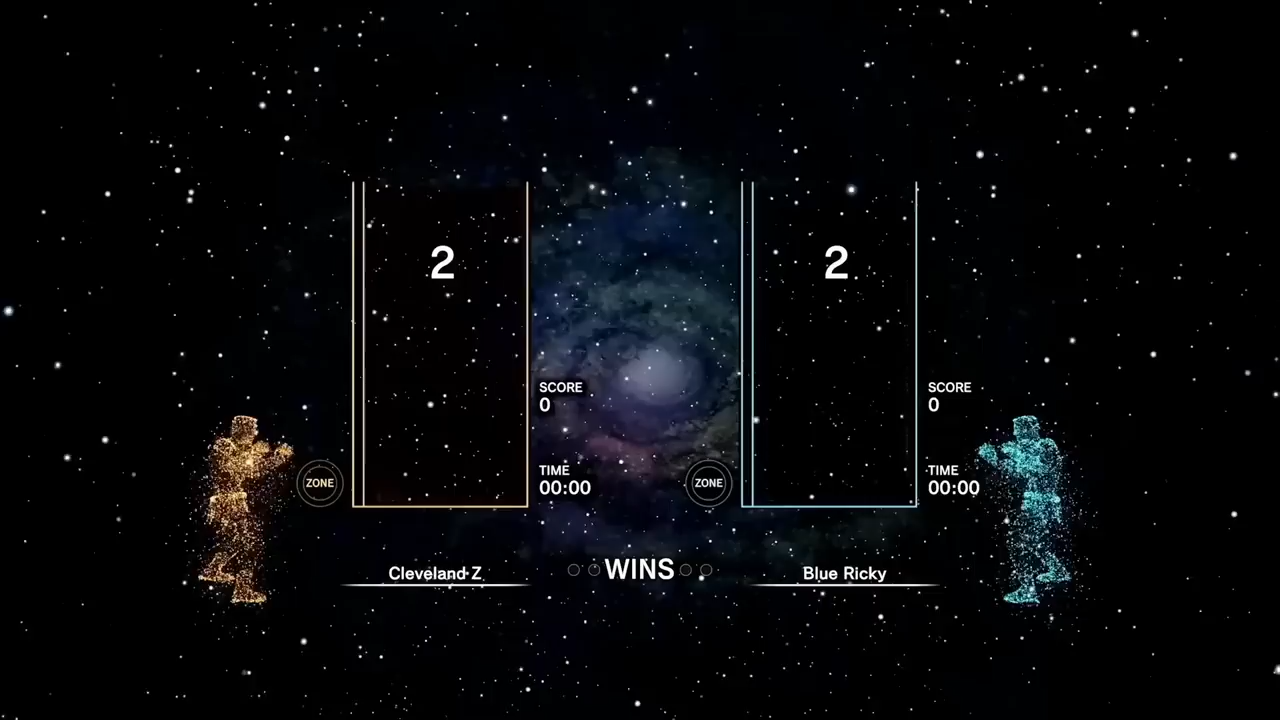 2
2
SCORE
0
SCORE
0
TIME
00:00
TIME
00:00
ZONE
ZONE
Cleveland Z
WINS
Blue Ricky